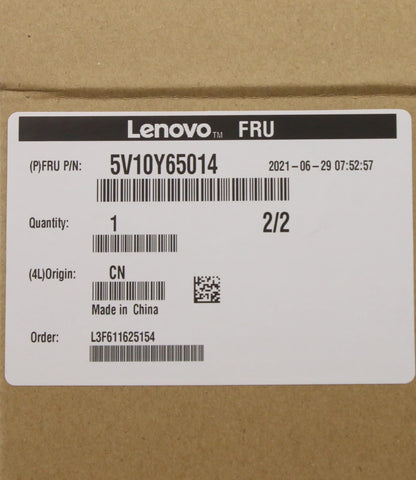 Lenovo™ FRU
(P)FRU P/N: 5V10Y65014 2021-06-29 07:52:57
Quantity: 1 2/2
(4L)Origin: CN
Made in China
Order: L3F611625154